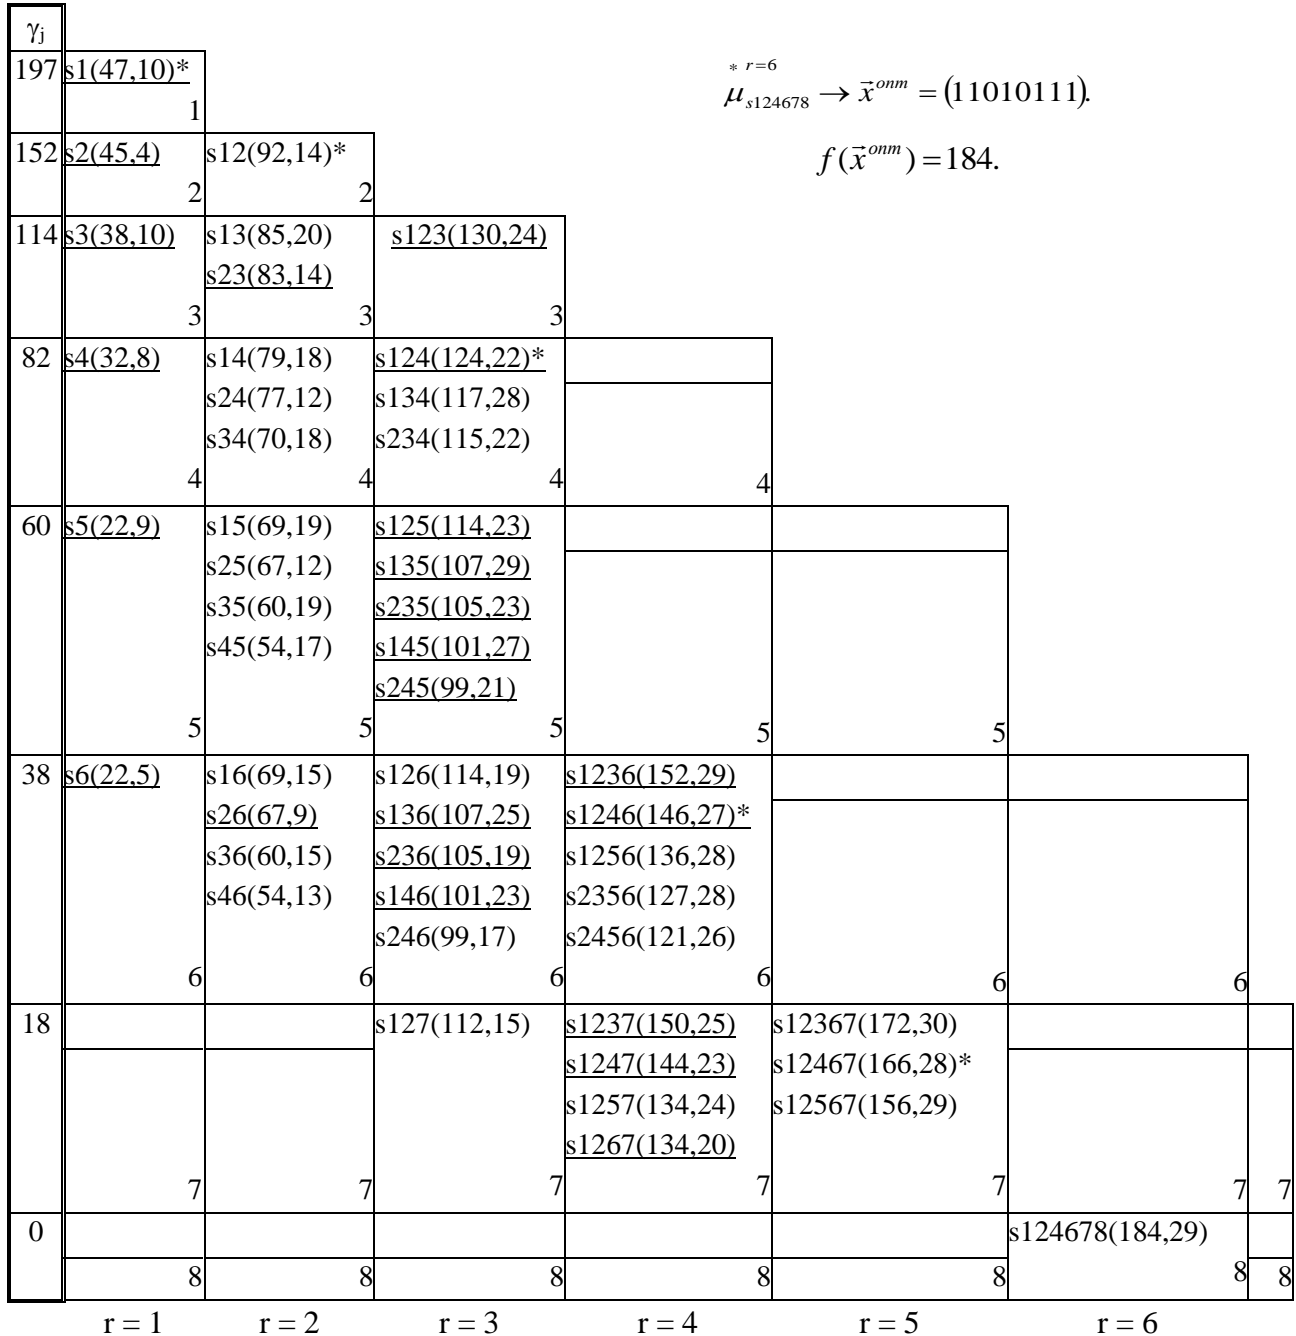 γj
197 s1(47,10)*
1
* r=6
μs124678 → x⃗ onm = (11010111).
f(x⃗ onm) = 184.
152 s2(45,4) s12(92,14)*
2 2
114 s3(38,10) s13(85,20) s123(130,24)
s23(83,14)
3 3 3
82 s4(32,8) s14(79,18) s124(124,22)*
s24(77,12) s134(117,28)
s34(70,18) s234(115,22)
4 4 4 4
60 s5(22,9) s15(69,19) s125(114,23)
s25(67,12) s135(107,29)
s35(60,19) s235(105,23)
s45(54,17) s145(101,27)
s245(99,21)
5 5 5 5 5
38 s6(22,5) s16(69,15) s126(114,19) s1236(152,29)
s26(67,9) s136(107,25) s1246(146,27)*
s36(60,15) s236(105,19) s1256(136,28)
s46(54,13) s146(101,23) s2356(127,28)
s246(99,17) s2456(121,26)
6 6 6 6 6 6
18 s127(112,15) s1237(150,25) s12367(172,30)
s1247(144,23) s12467(166,28)*
s1257(134,24) s12567(156,29)
s1267(134,20)
7 7 7 7 7 7 7
0 s124678(184,29)
8 8 8 8 8 8 8
r = 1 r = 2 r = 3 r = 4 r = 5 r = 6